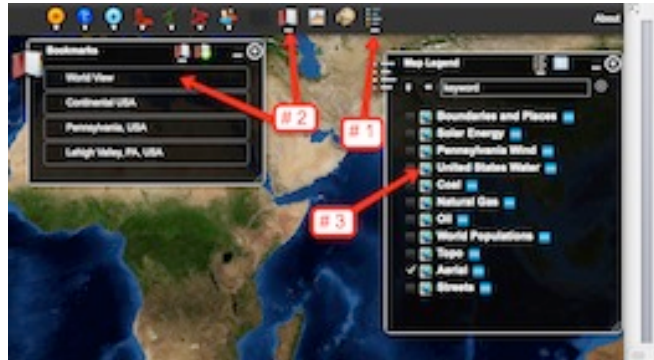 About
Bookmarks
World View
Continental USA
Pennsylvania, USA
Lehigh Valley, PA, USA
# 2
# 1
# 3
Map Legend
keyword
Boundaries and Places
Solar Energy
Pennsylvania Wind
United States Water
Coal
Natural Gas
Oil
World Populations
Topo
Aerial
Streets